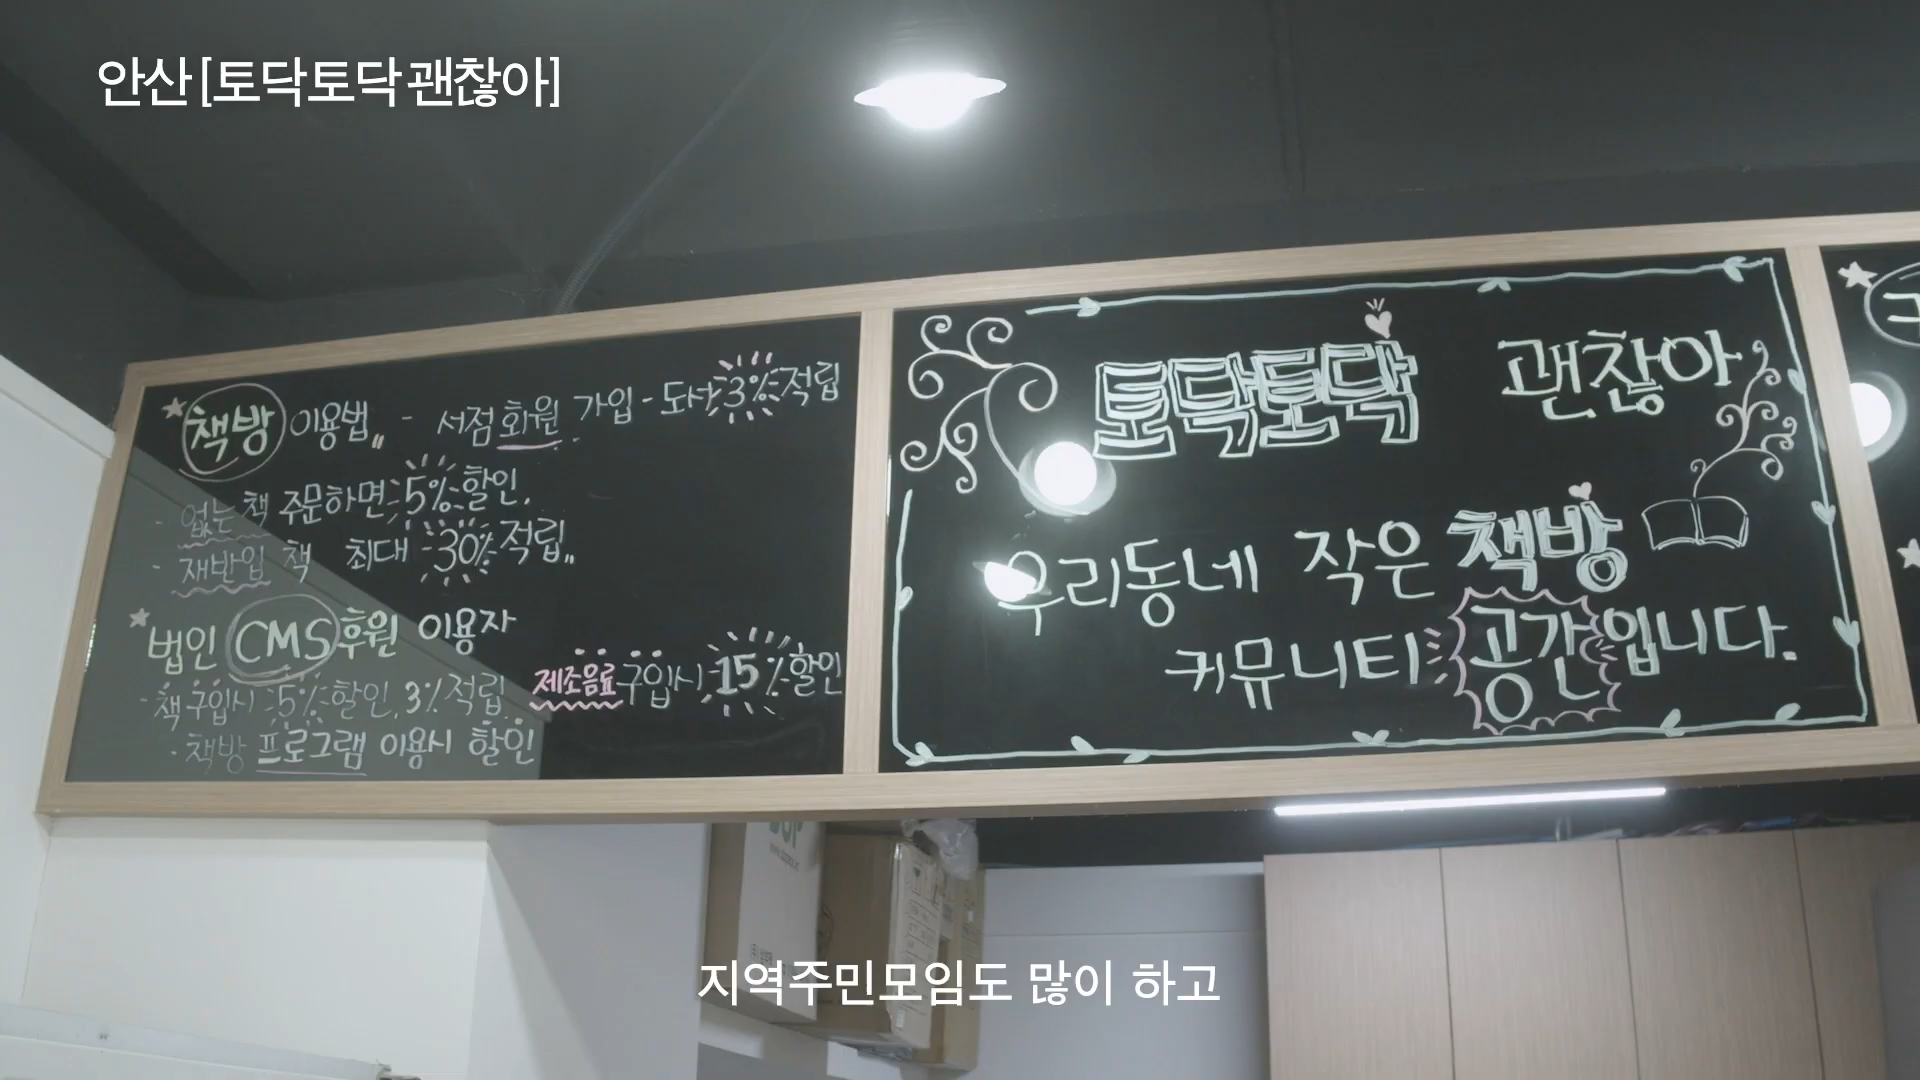 안산 [토닥토닥 괜찮아]
★ 책방 이용법〃 - 서점 회원 가입 - 도서 3% 적립
- 없는 책 주문하면 5% 할인.
- 재반입 책 최대 30% 적립〃
★ 법인 CMS 후원 이용자
- 책 구입시 5% 할인, 3% 적립 제조음료 구입시 15% 할인
· 책방 프로그램 이용시 할인
토닥토닥 괜찮아
우리동네 작은 책방
커뮤니티 공간입니다.
지역주민모임도 많이 하고